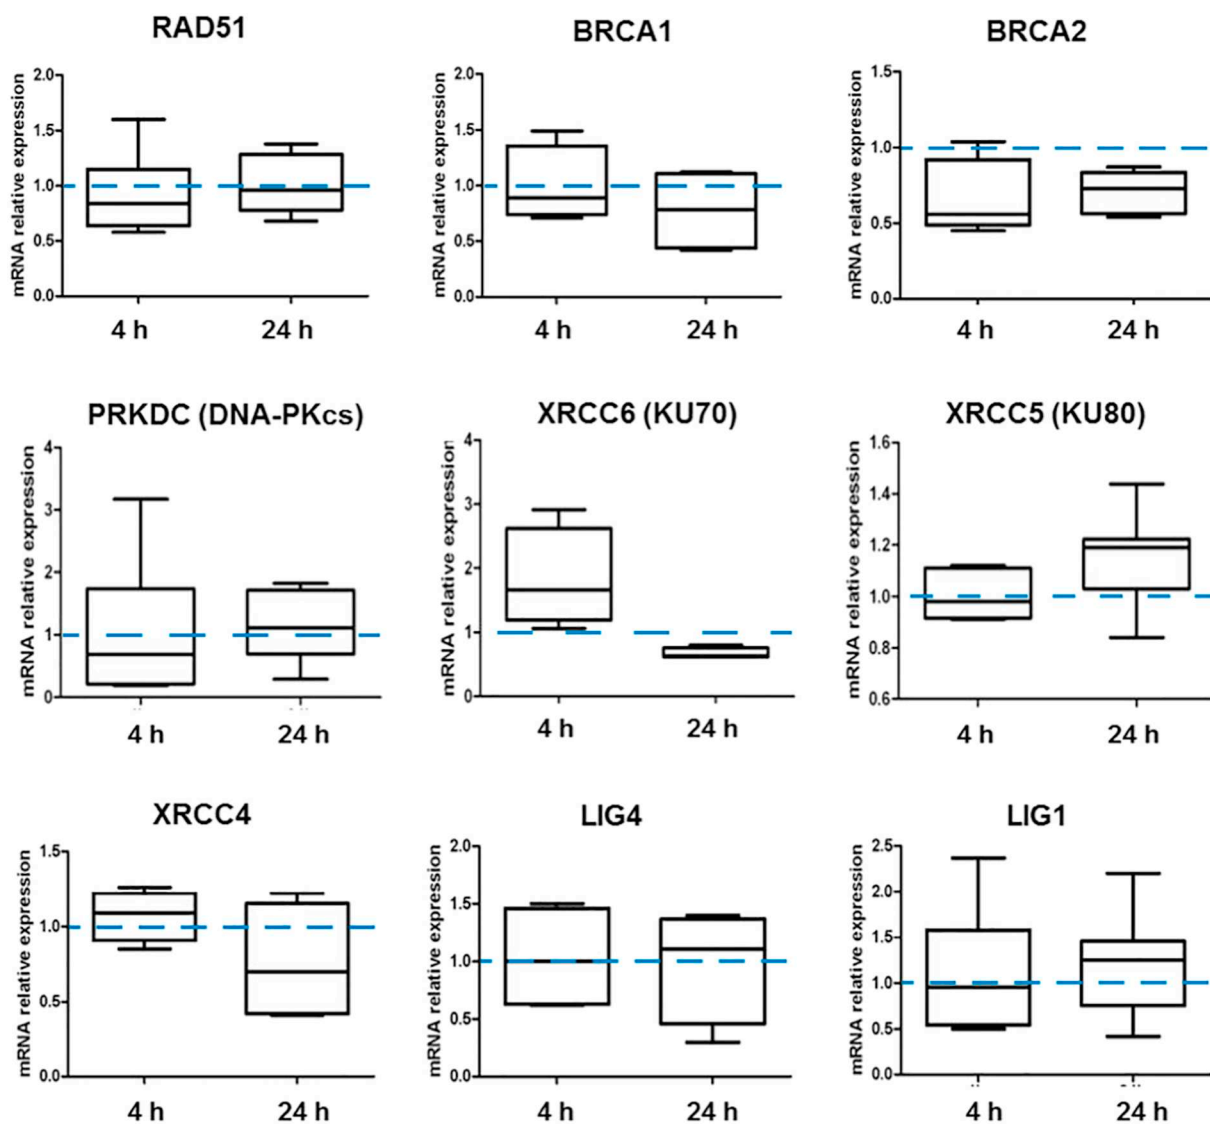 RAD51 BRCA1 BRCA2
mRNA relative expression mRNA relative expression mRNA relative expression
2.0 2.0 1.5
1.5 1.5 1.0
1.0 1.0 0.5
0.5 0.5 0.0
0.0 0.0
4 h 24 h 4 h 24 h 4 h 24 h
PRKDC (DNA-PKcs) XRCC6 (KU70) XRCC5 (KU80)
mRNA relative expression mRNA relative expression mRNA relative expression
4 4 1.6
3 3 1.4
2 2 1.2
1 1 1.0
0 0 0.8
0.6
4 h 24 h 4 h 24 h 4 h 24 h
XRCC4 LIG4 LIG1
mRNA relative expression mRNA relative expression mRNA relative expression
1.5 2.0 2.5
1.0 1.5 2.0
0.5 1.0 1.5
0.0 0.5 1.0
0.0 0.5
0.0
4 h 24 h 4 h 24 h 4 h 24 h